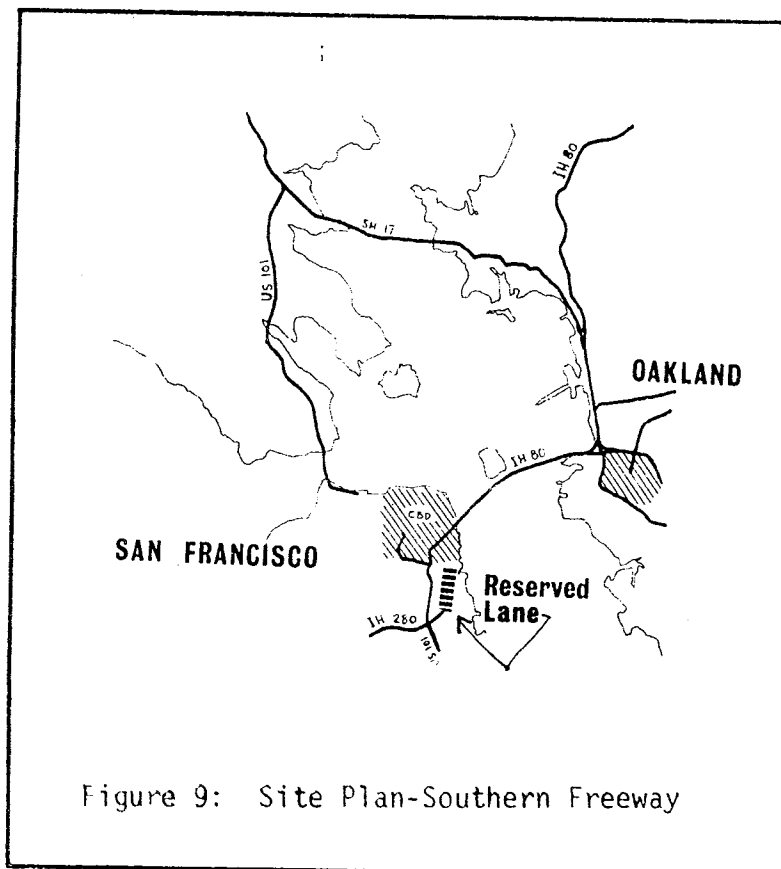 IH 80
SH 17
US 101
OAKLAND
IH 80
CBD
SAN FRANCISCO
Reserved
Lane
IH 280
US 101
Figure 9: Site Plan-Southern Freeway